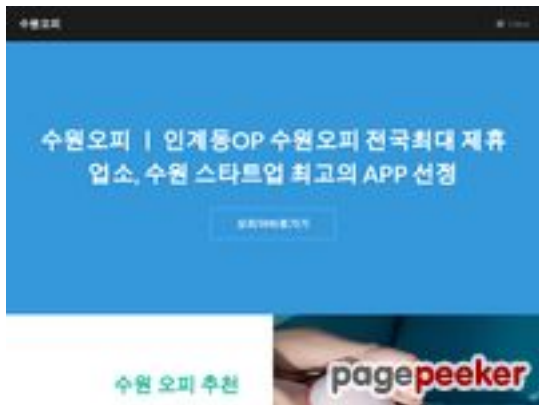 수원오피
수원오피 | 인계동OP 수원오피 전국최대 제휴
업소, 수원 스타트업 최고의 APP 선정
수원 오피 추천
pagepeeker